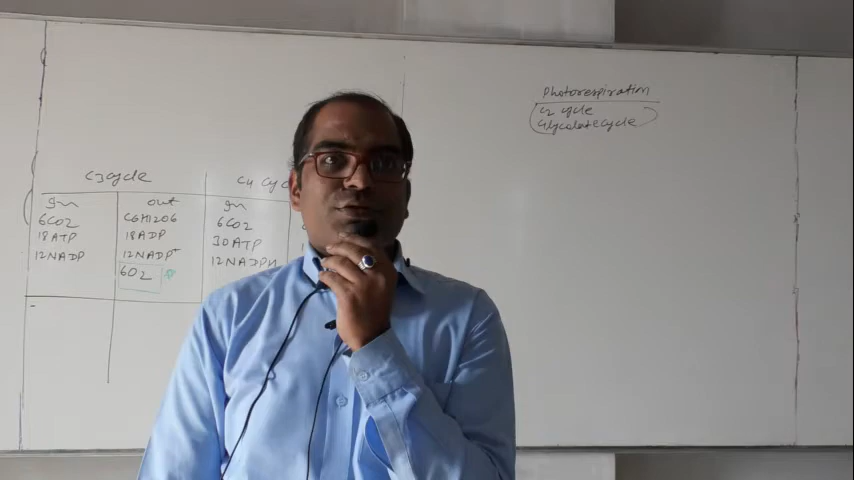 Photorespiration
C2 cycle
Glycolate cycle
C3 cycle
C4 Cyc
In
out
In
6CO2
C6H12O6
6CO2
18ATP
18ADP
30ATP
12NADP
12NADP+
12NADPH
6O2